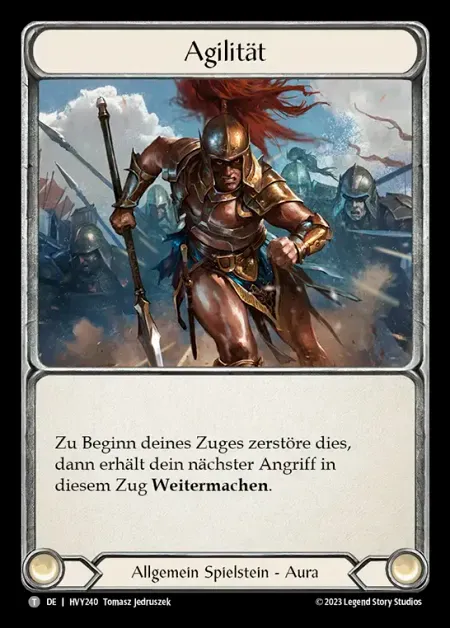 Agilität
Zu Beginn deines Zuges zerstöre dies,
dann erhält dein nächster Angriff in
diesem Zug Weitermachen.
Allgemein Spielstein - Aura
T DE | HVY240 Tomasz Jedruszek © 2023 Legend Story Studios